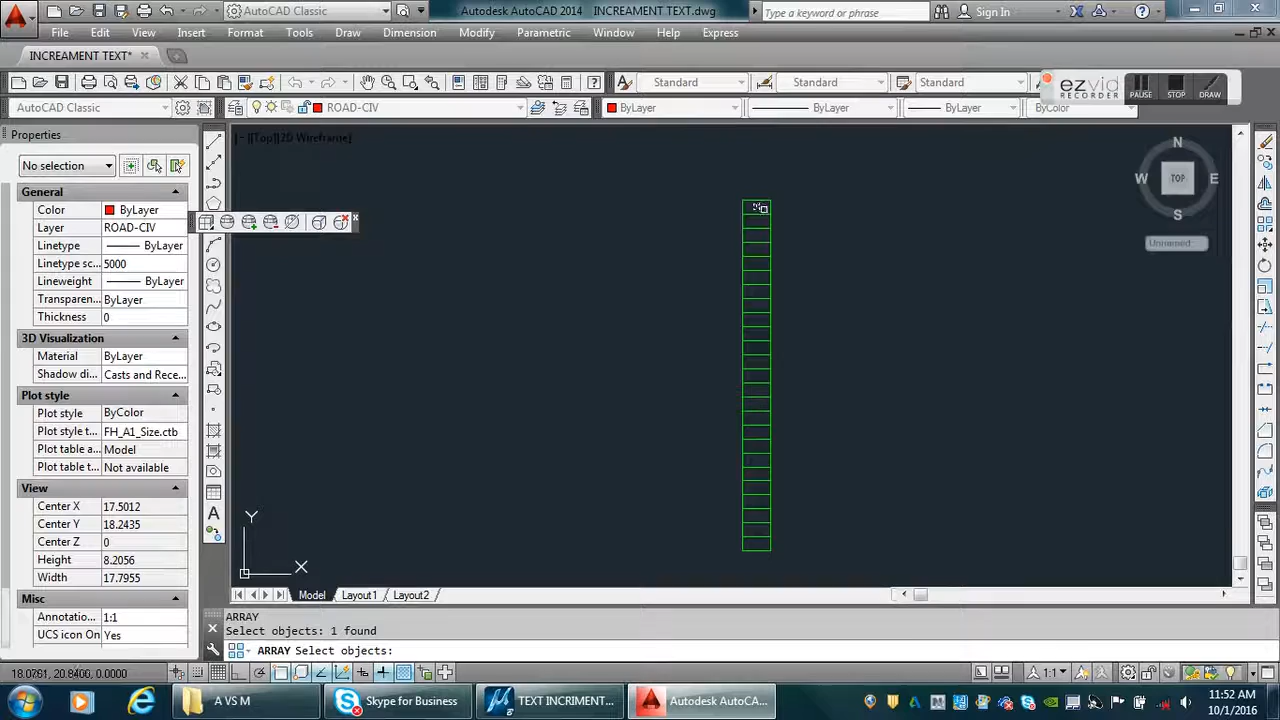 AutoCAD Classic
Autodesk AutoCAD 2014 INCREAMENT TEXT.dwg
Type a keyword or phrase
Sign In
File Edit View Insert Format Tools Draw Dimension Modify Parametric Window Help Express
INCREAMENT TEXT*
Standard Standard Standard
ezvid
RECORDER
PAUSE STOP DRAW
AutoCAD Classic
ROAD-CIV
ByLayer ByLayer ByLayer ByColor
Properties
[-][Top][2D Wireframe]
No selection
General
Color ByLayer
Layer ROAD-CIV
Linetype ByLayer
Linetype sc... 5000
Lineweight ByLayer
Transparen... ByLayer
Thickness 0
3D Visualization
Material ByLayer
Shadow di... Casts and Rece...
Plot style
Plot style ByColor
Plot style t... FH_A1_Size.ctb
Plot table a... Model
Plot table t... Not available
View
Center X 17.5012
Center Y 18.2435
Center Z 0
Height 8.2056
Width 17.7955
Misc
Annotatio... 1:1
UCS icon On Yes
N
W TOP E
S
Unnamed
Y
X
Model Layout1 Layout2
ARRAY
Select objects: 1 found
ARRAY Select objects:
18.0761, 20.8400, 0.0000
1:1
A VS M
Skype for Business
TEXT INCRIMENT...
Autodesk AutoCA...
11:52 AM
10/1/2016